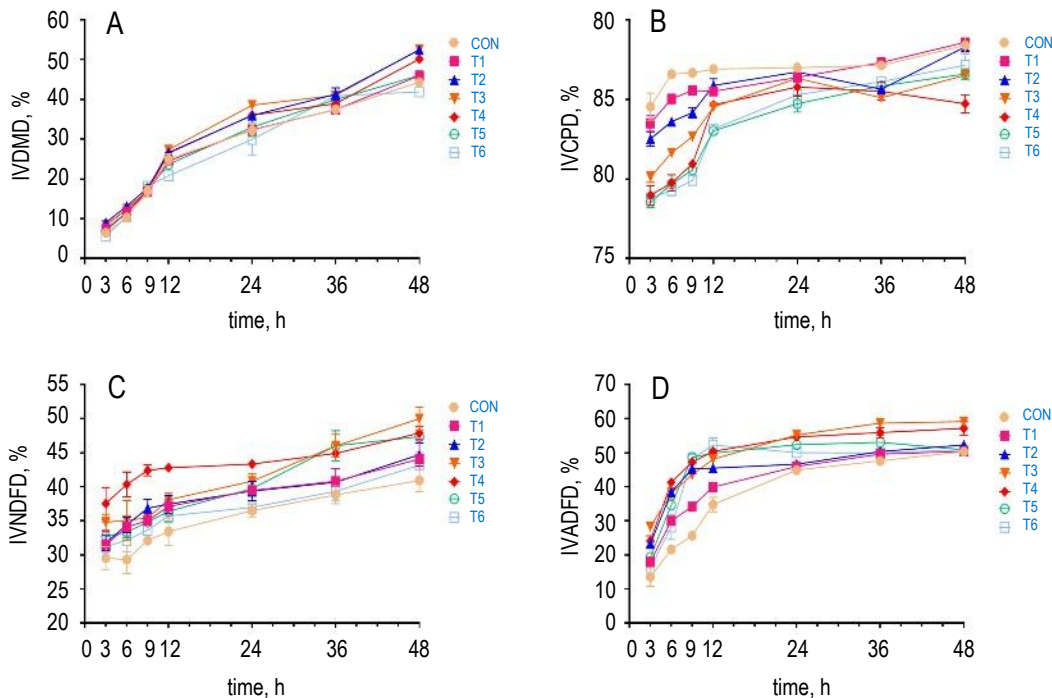 A
IVDMD, %
60
50
40
30
20
10
0
0 3 6 9 12 24 36 48
time, h
CON
T1
T2
T3
T4
T5
T6
B
IVCPD, %
80
85
80
75
0 3 6 9 12 24 36 48
time, h
CON
T1
T2
T3
T4
T5
T6
C
IVNDFD, %
55
50
45
40
35
30
25
20
0 3 6 9 12 24 36 48
time, h
CON
T1
T2
T3
T4
T5
T6
D
IVADFD, %
70
60
50
40
30
20
10
0
0 3 6 9 12 24 36 48
time, h
CON
T1
T2
T3
T4
T5
T6